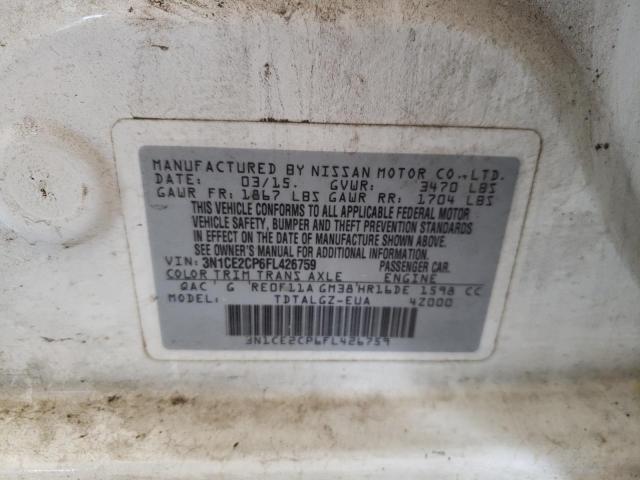 MANUFACTURED BY NISSAN MOTOR CO., LTD.
DATE: 03/15. GVWR: 3470 LBS
GAWR FR: 1867 LBS GAWR RR: 1704 LBS
THIS VEHICLE CONFORMS TO ALL APPLICABLE FEDERAL MOTOR
VEHICLE SAFETY, BUMPER AND THEFT PREVENTION STANDARDS
IN EFFECT ON THE DATE OF MANUFACTURE SHOWN ABOVE.
SEE OWNER'S MANUAL FOR ADDITIONAL INFORMATION.
VIN: 3N1CE2CP6FL426759 PASSENGER CAR
COLOR TRIM TRANS AXLE ENGINE
QAC G RE0F11A GM38 HR16DE 1598 CC
MODEL: TDTALGZ-EUA 4Z000
3N1CE2CP6FL426759